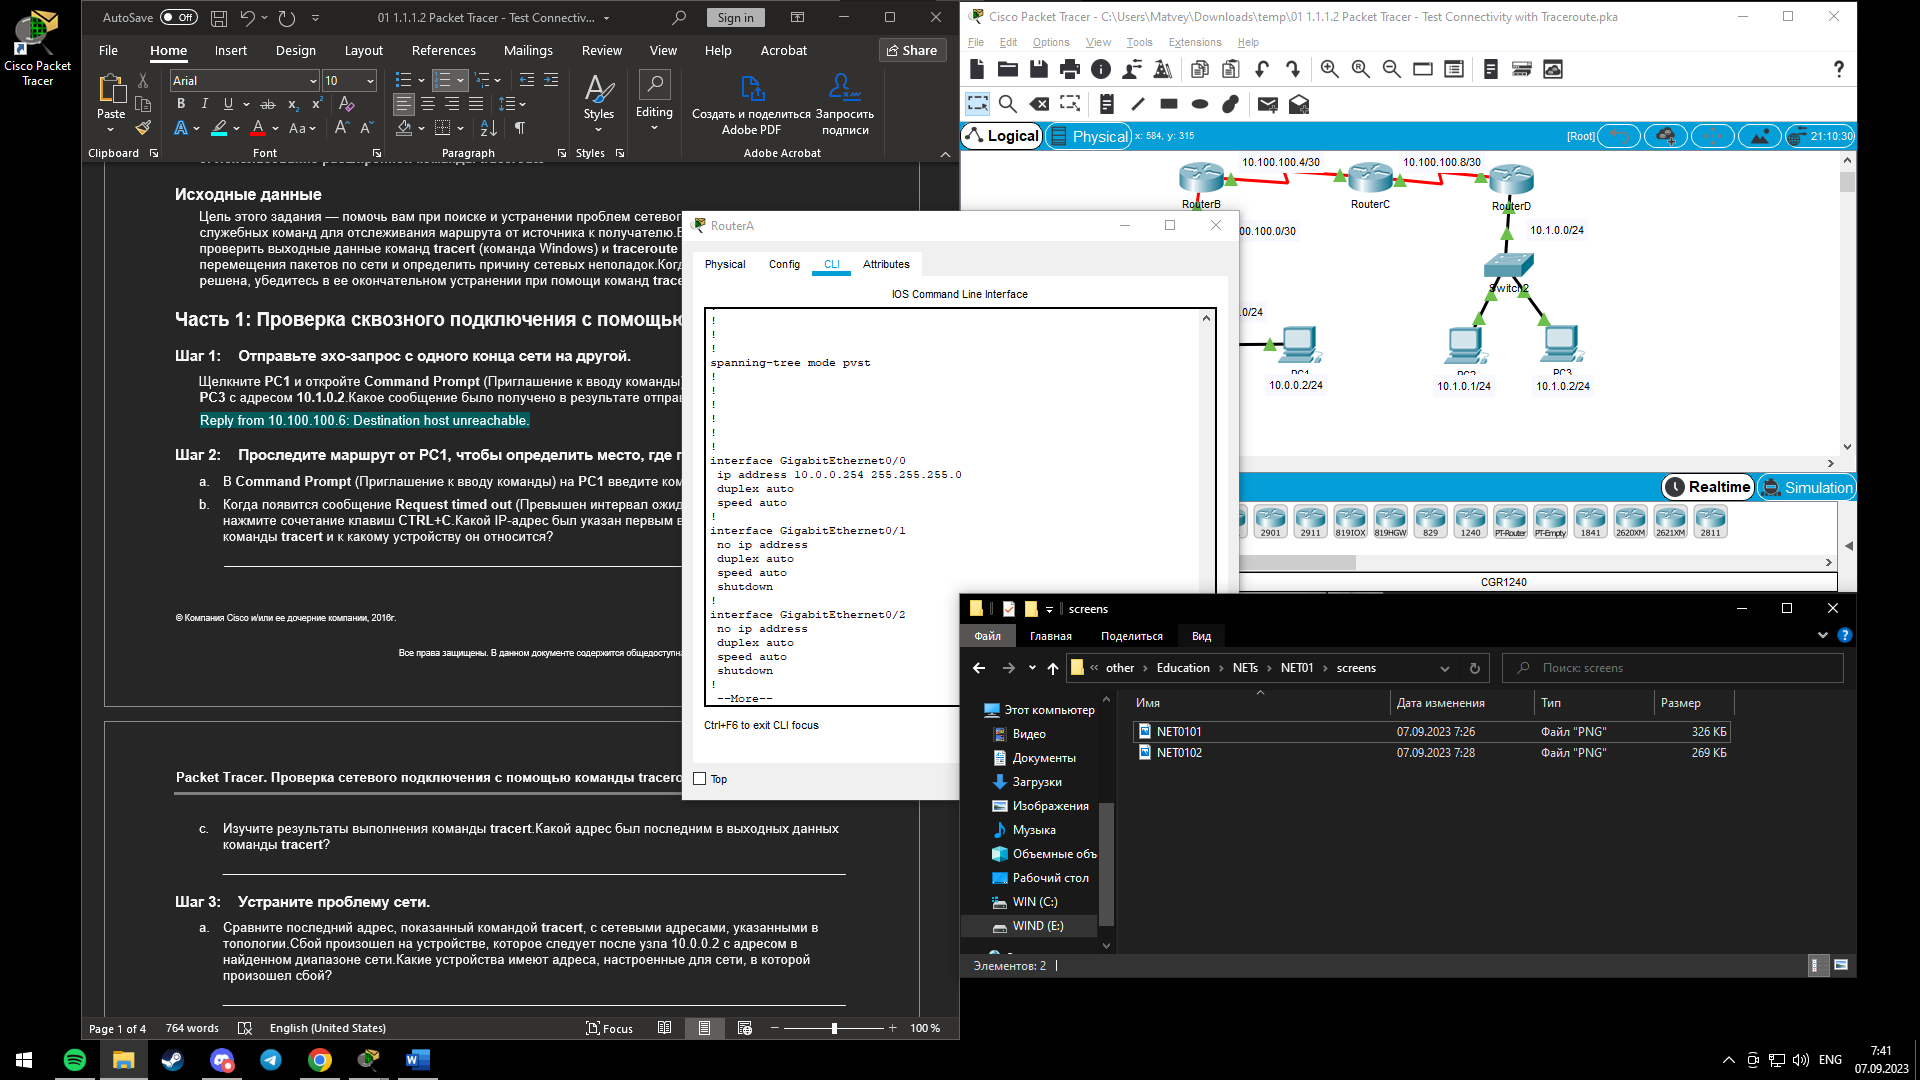 Cisco Packet
Tracer
AutoSave Off 01 1.1.1.2 Packet Tracer - Test Connectiv... Sign in
File Home Insert Design Layout References Mailings Review View Help Acrobat Share
Arial 10
Paste
Styles
Editing
Создать и поделиться
Adobe PDF
Запросить
подписи
Clipboard Font Paragraph Styles Adobe Acrobat
Исходные данные
Цель этого задания — помочь вам при поиске и устранении проблем сетевог
служебных команд для отслеживания маршрута от источника к получателю.
проверить выходные данные команд tracert (команда Windows) и traceroute
перемещения пакетов по сети и определить причину сетевых неполадок.Когд
решена, убедитесь в ее окончательном устранении при помощи команд trace
Часть 1: Проверка сквозного подключения с помощью
Шаг 1: Отправьте эхо-запрос с одного конца сети на другой.
Щелкните PC1 и откройте Command Prompt (Приглашение к вводу команды)
PC3 с адресом 10.1.0.2.Какое сообщение было получено в результате отправ
Reply from 10.100.100.6: Destination host unreachable.
Шаг 2: Проследите маршрут от PC1, чтобы определить место, где п
a. В Command Prompt (Приглашение к вводу команды) на PC1 введите ком
b. Когда появится сообщение Request timed out (Превышен интервал ожид
нажмите сочетание клавиш CTRL+C.Какой IP-адрес был указан первым в
команды tracert и к какому устройству он относится?
© Компания Cisco и/или ее дочерние компании, 2016г.
Все права защищены. В данном документе содержится общедоступна
Packet Tracer. Проверка сетевого подключения с помощью команды tracero
c. Изучите результаты выполнения команды tracert.Какой адрес был последним в выходных данных
команды tracert?
Шаг 3: Устраните проблему сети.
a. Сравните последний адрес, показанный командой tracert, с сетевыми адресами, указанными в
топологии.Сбой произошел на устройстве, которое следует после узла 10.0.0.2 с адресом в
найденном диапазоне сети.Какие устройства имеют адреса, настроенные для сети, в которой
произошел сбой?
Page 1 of 4 764 words English (United States) Focus 100 %
Cisco Packet Tracer - C:\Users\Matvey\Downloads\temp\01 1.1.1.2 Packet Tracer - Test Connectivity with Traceroute.pka
File Edit Options View Tools Extensions Help
Logical Physical x: 584, y: 315 [Root] 21:10:30
10.100.100.4/30 10.100.100.8/30
RouterB RouterC RouterD
00.100.0/30 10.1.0.0/24
Switch2
.0/24
PC1 PC2 PC3
10.0.0.2/24 10.1.0.1/24 10.1.0.2/24
Realtime Simulation
2901 2911 819IOX 819HGW 829 1240 PT-Router PT-Empty 1841 2620XM 2621XM 2811
CGR1240
RouterA
Physical Config CLI Attributes
IOS Command Line Interface
!
!
!
spanning-tree mode pvst
!
!
!
!
!
!
interface GigabitEthernet0/0
ip address 10.0.0.254 255.255.255.0
duplex auto
speed auto
!
interface GigabitEthernet0/1
no ip address
duplex auto
speed auto
shutdown
!
interface GigabitEthernet0/2
no ip address
duplex auto
speed auto
shutdown
!
--More--
Ctrl+F6 to exit CLI focus
Top
screens
Файл Главная Поделиться Вид
other Education NETs NET01 screens Поиск: screens
Имя Дата изменения Тип Размер
NET0101 07.09.2023 7:26 Файл "PNG" 326 КБ
NET0102 07.09.2023 7:28 Файл "PNG" 269 КБ
Этот компьютер
Видео
Документы
Загрузки
Изображения
Музыка
Объемные объ
Рабочий стол
WIN (C:)
WIND (E:)
Элементов: 2
ENG
7:41
07.09.2023